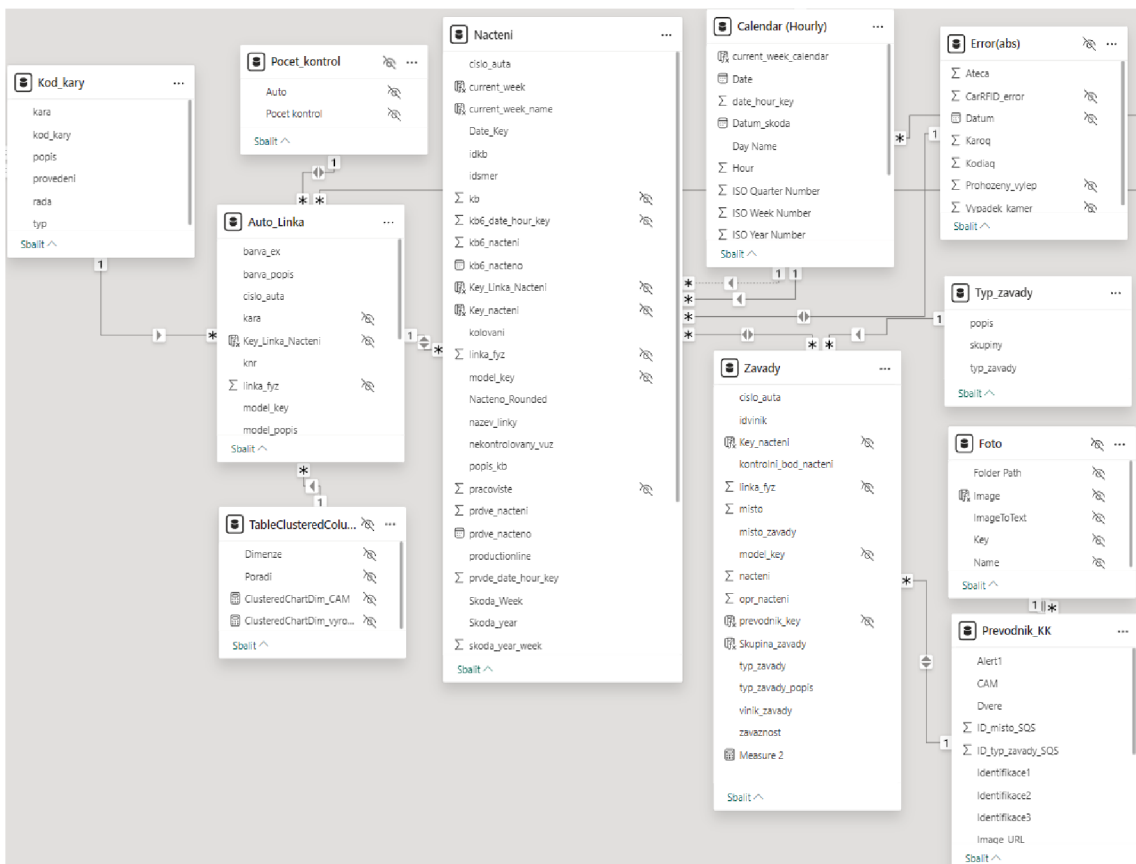 Kod_kary
kara
kod_kary
popis
provedeni
rada
typ
Sbalit
Pocet_kontrol
Auto
Pocet kontrol
Sbalit
Auto_Linka
barva_ex
barva_popis
cislo_auta
kara
Key_Linka_Nacteni
knr
linka_fyz
model_key
model_popis
Sbalit
TableClusteredColu...
Dimenze
Poradi
ClusteredChartDim_CAM
ClusteredChartDim_vyro...
Sbalit
Nacteni
cislo_auta
current_week
current_week_name
Date_Key
idkb
idsmer
kb
kb6_date_hour_key
kb6_nacteni
kb6_nacteno
Key_Linka_Nacteni
Key_nacteni
kolovani
linka_fyz
model_key
Nacteno_Rounded
nazev_linky
nekontrolovany_vuz
popis_kb
pracoviste
prdve_nacteni
prdve_nacteno
productionline
prvde_date_hour_key
Skoda_Week
Skoda_year
skoda_year_week
Sbalit
Calendar (Hourly)
current_week_calendar
Date
date_hour_key
Datum_skoda
Day Name
Hour
ISO Quarter Number
ISO Week Number
ISO Year Number
Sbalit
Zavady
cislo_auta
idvinik
Key_nacteni
kontrolni_bod_nacteni
linka_fyz
misto
misto_zavady
model_key
nacteni
opr_nacteni
prevodnik_key
Skupina_zavady
typ_zavady
typ_zavady_popis
vinik_zavady
zavaznost
Measure 2
Sbalit
Error(abs)
Ateca
CarRFID_error
Datum
Karoq
Kodiaq
Prohozeny_vylep
Vypadek_kamer
Sbalit
Typ_zavady
popis
skupiny
typ_zavady
Sbalit
Foto
Folder Path
Image
ImageToText
Key
Name
Sbalit
Prevodnik_KK
Alert1
CAM
Dvere
ID_misto_SQS
ID_typ_zavady_SQS
Identifikace1
Identifikace2
Identifikace3
Image_URL
Sbalit